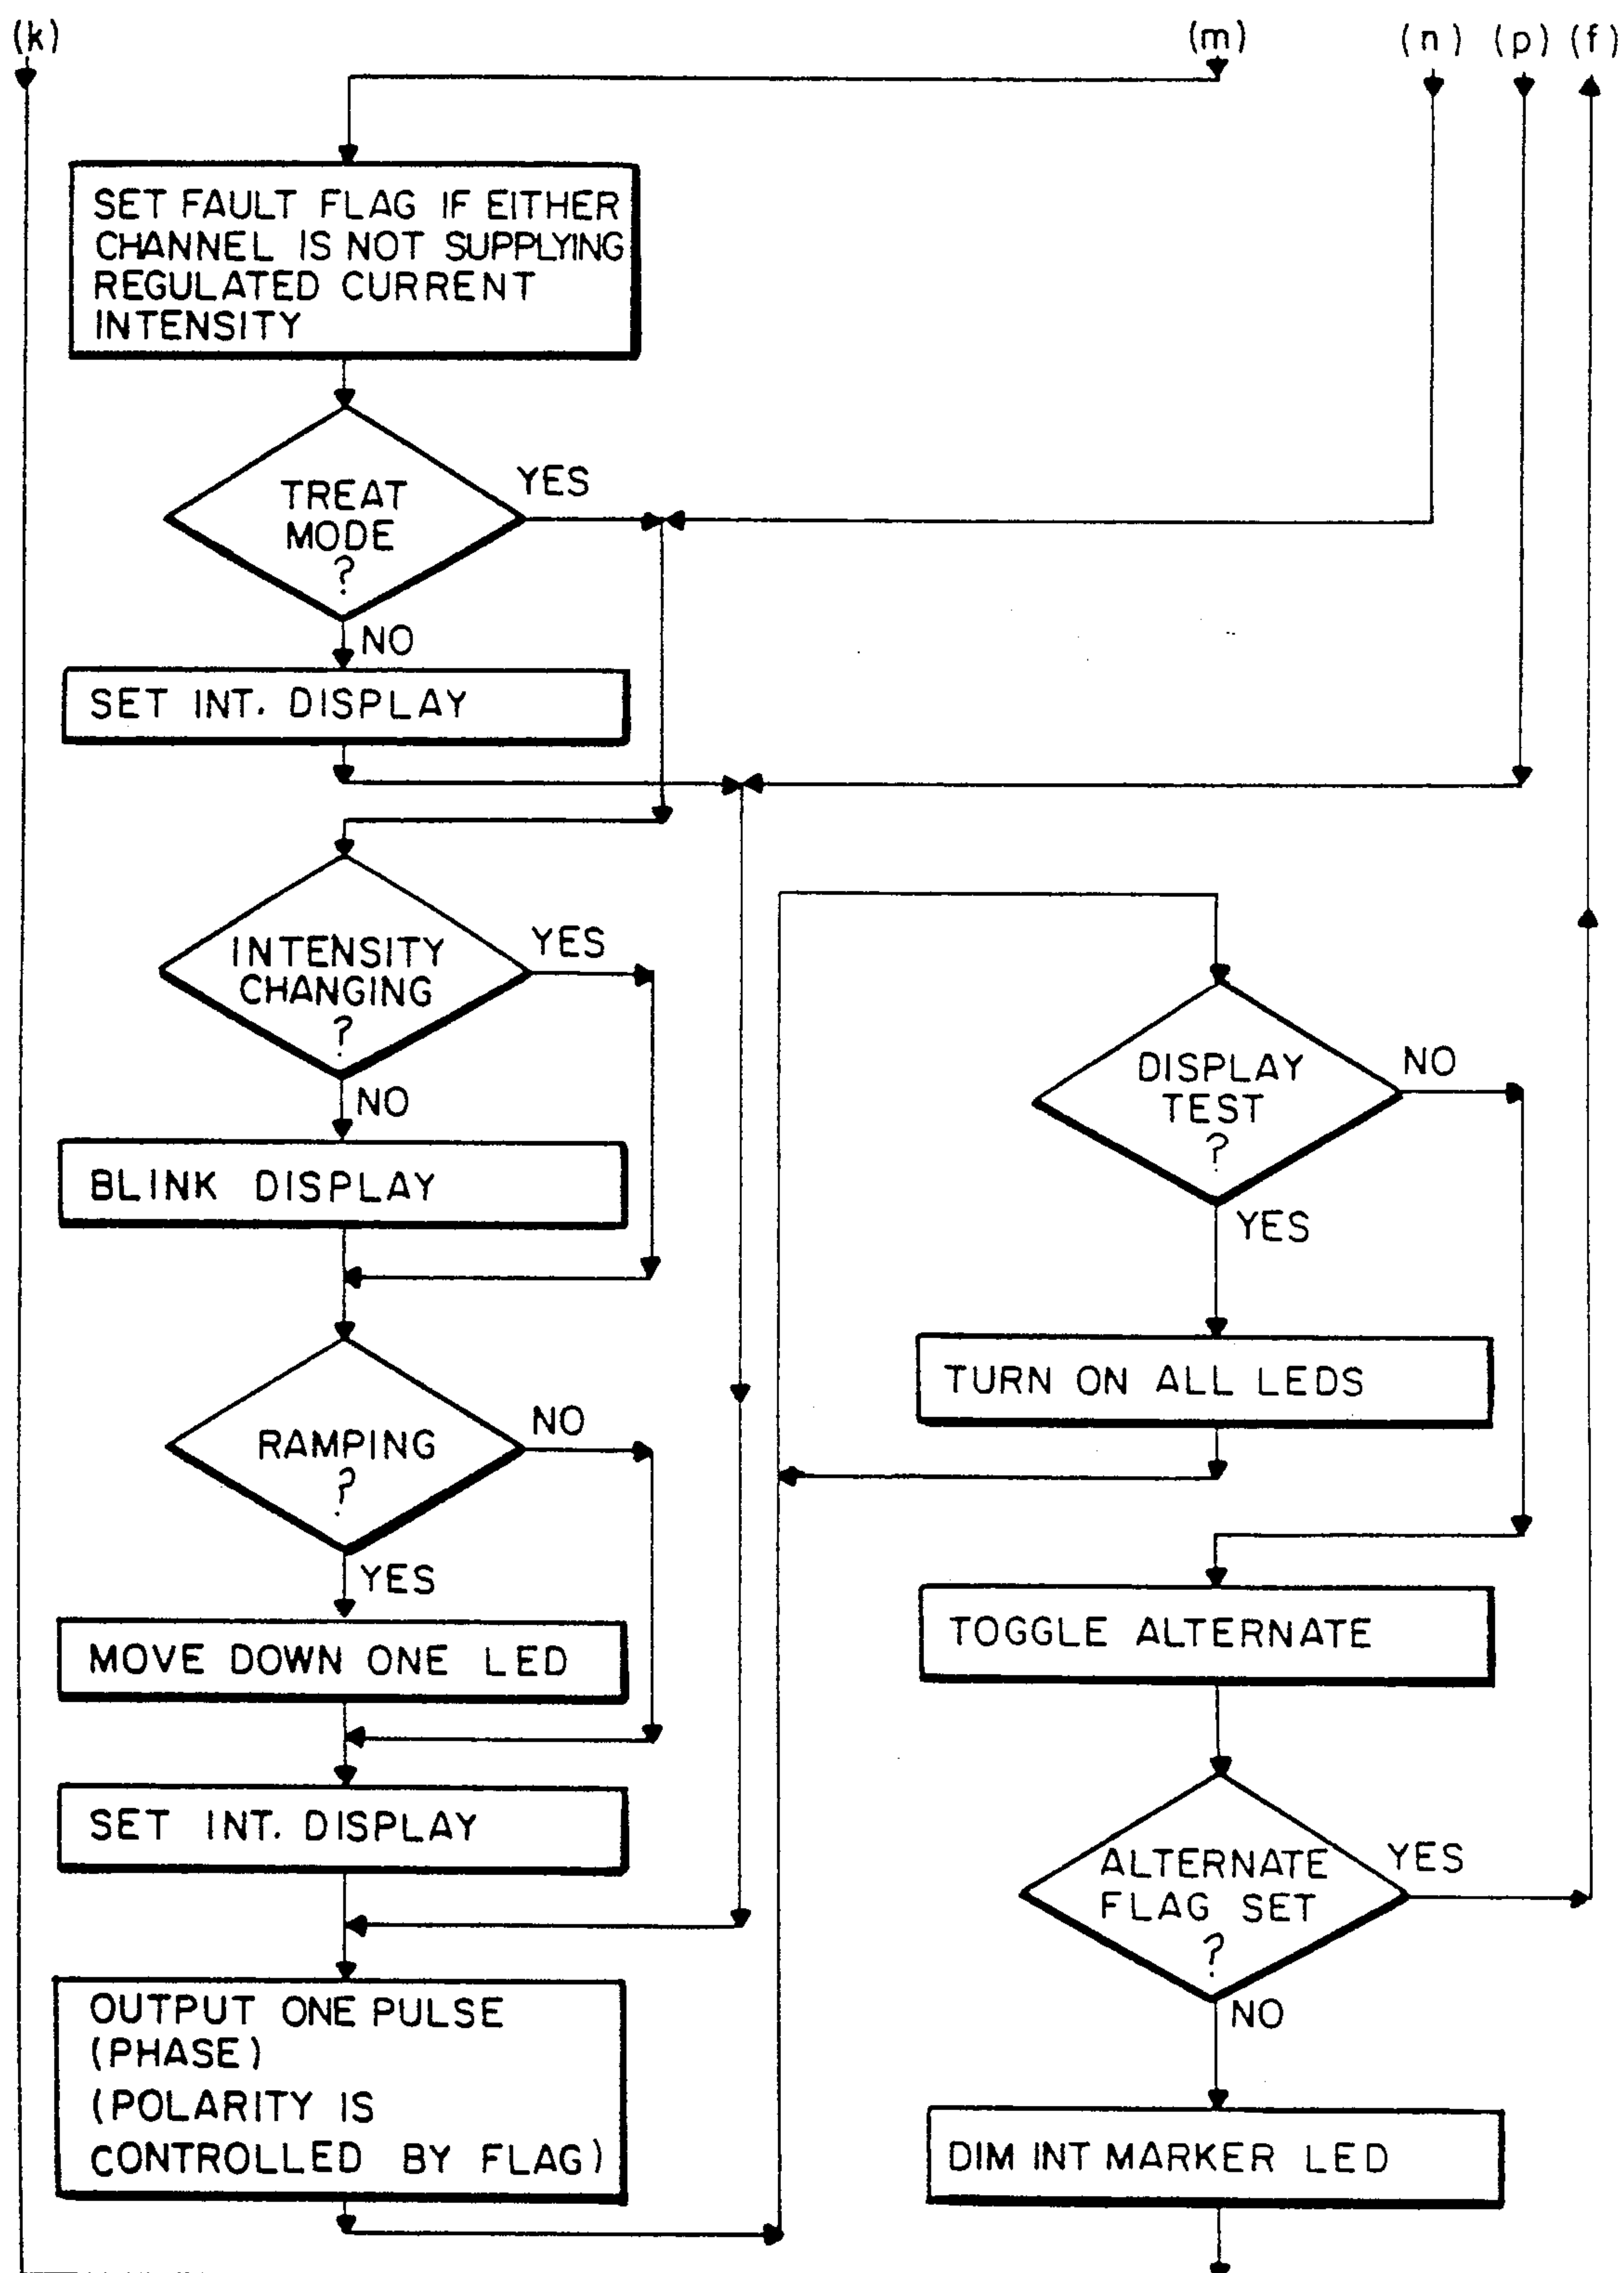 (k)
(m)
(n)
(p)
(f)
SET FAULT FLAG IF EITHER
CHANNEL IS NOT SUPPLYING
REGULATED CURRENT
INTENSITY
TREAT
MODE
?
YES
NO
SET INT. DISPLAY
INTENSITY
CHANGING
?
YES
NO
BLINK DISPLAY
RAMPING
?
NO
YES
MOVE DOWN ONE LED
SET INT. DISPLAY
OUTPUT ONE PULSE
(PHASE)
(POLARITY IS
CONTROLLED BY FLAG)
DISPLAY
TEST
?
NO
YES
TURN ON ALL LEDS
TOGGLE ALTERNATE
ALTERNATE
FLAG SET
?
YES
NO
DIM INT MARKER LED